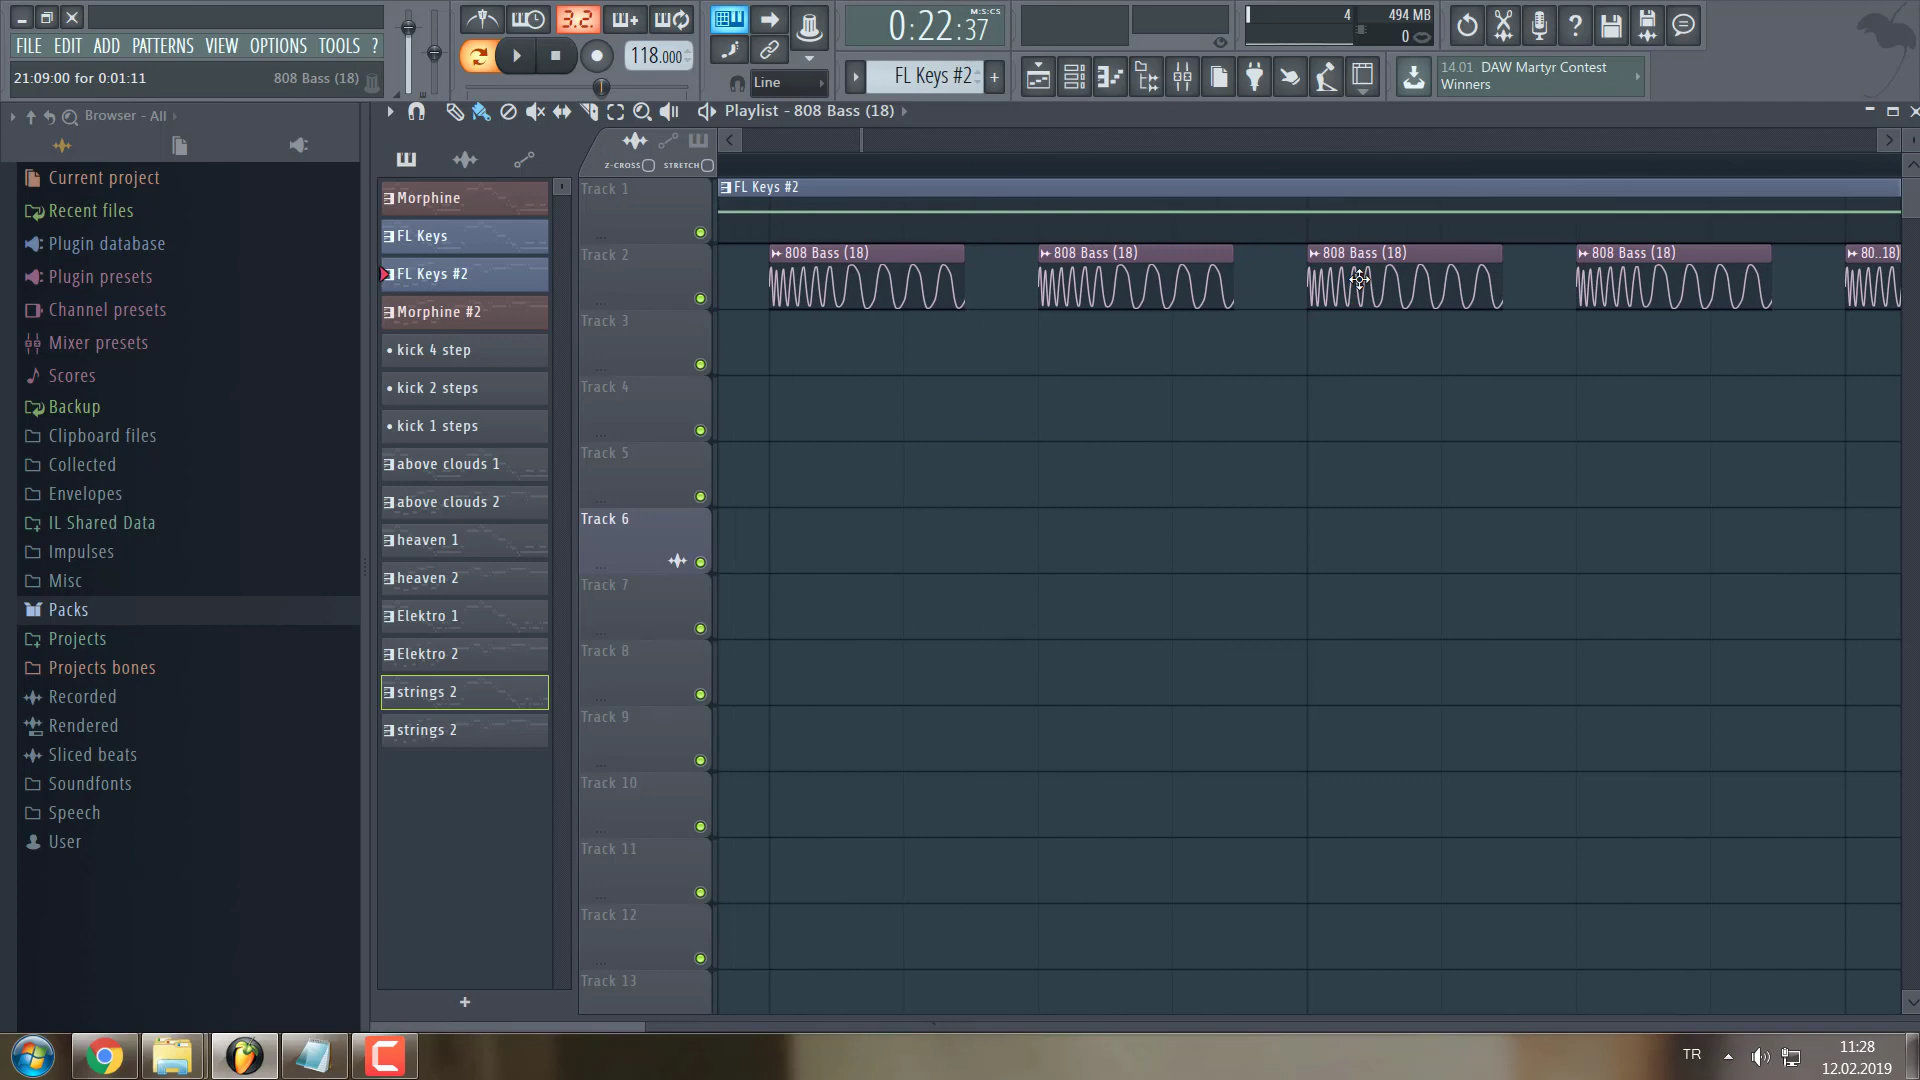 3.2.
0:22:37
M:S:CS
4
494 MB
0
FILE EDIT ADD PATTERNS VIEW OPTIONS TOOLS ?
118.000
21:09:00 for 0:01:11
808 Bass (18)
Line
FL Keys #2
14.01 DAW Martyr Contest
Winners
Browser - All
Playlist - 808 Bass (18)
Z-CROSS
STRETCH
Current project
Recent files
Plugin database
Plugin presets
Channel presets
Mixer presets
Scores
Backup
Clipboard files
Collected
Envelopes
IL Shared Data
Impulses
Misc
Packs
Projects
Projects bones
Recorded
Rendered
Sliced beats
Soundfonts
Speech
User
Morphine
FL Keys
FL Keys #2
Morphine #2
kick 4 step
kick 2 steps
kick 1 steps
above clouds 1
above clouds 2
heaven 1
heaven 2
Elektro 1
Elektro 2
strings 2
strings 2
+
Track 1
FL Keys #2
Track 2
808 Bass (18)
808 Bass (18)
808 Bass (18)
808 Bass (18)
80..18)
Track 3
Track 4
Track 5
Track 6
Track 7
Track 8
Track 9
Track 10
Track 11
Track 12
Track 13
TR
11:28
12.02.2019